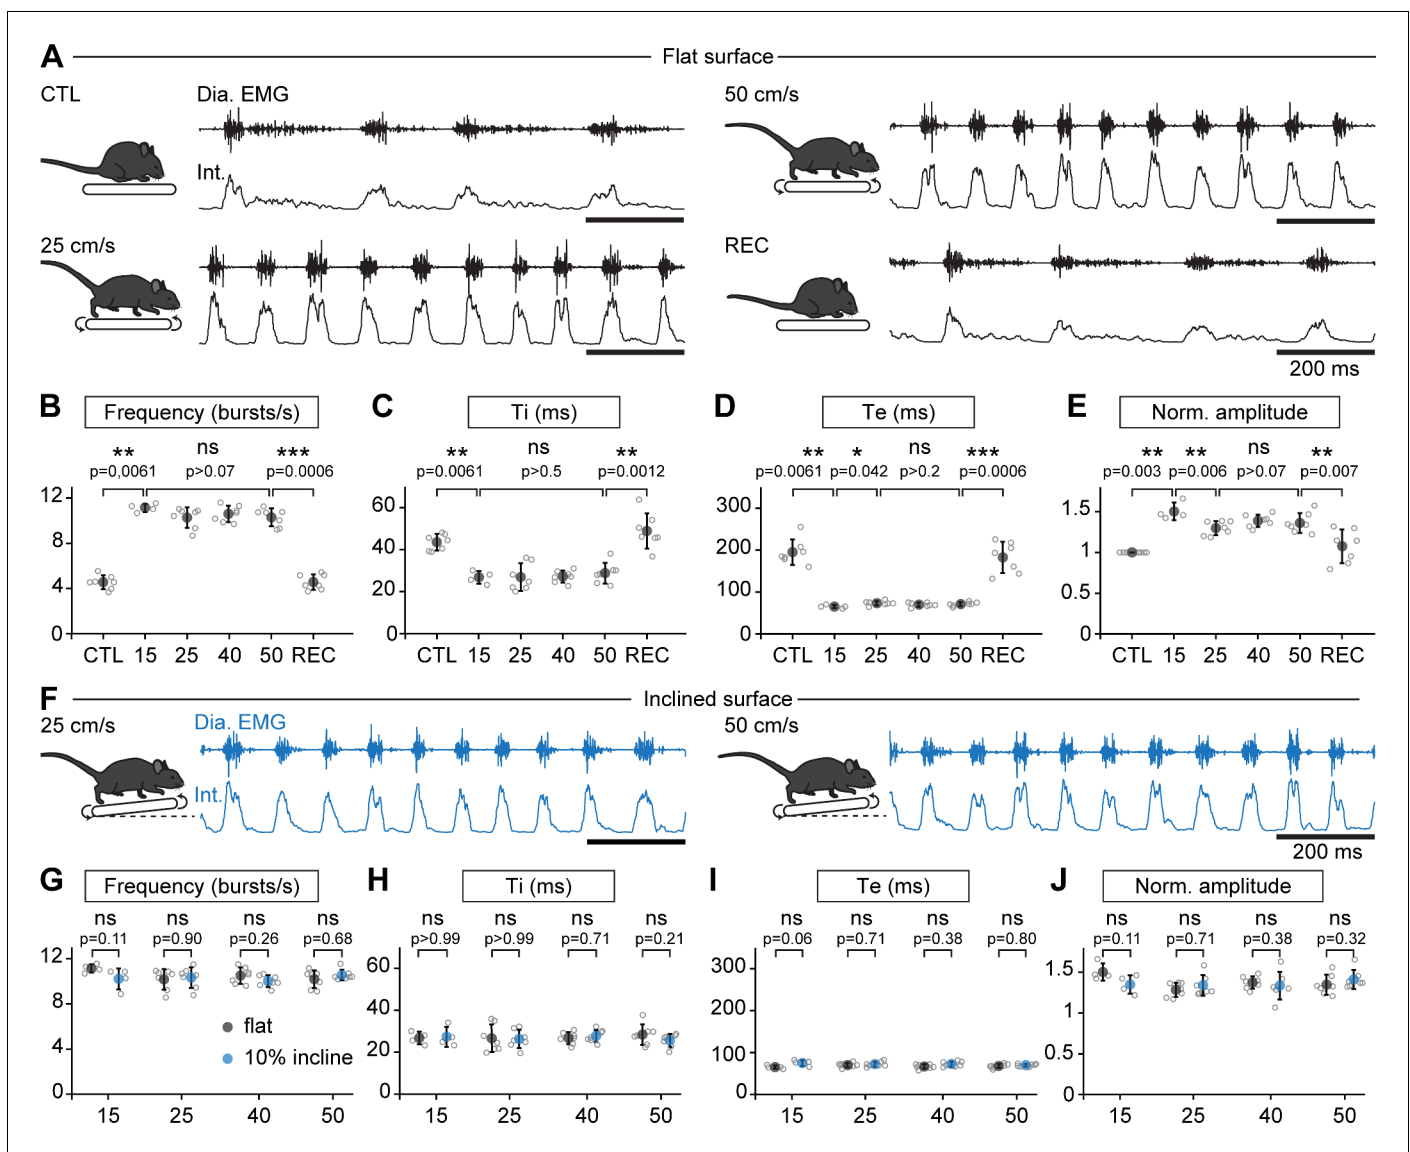 A Flat surface
CTL
Dia. EMG
Int.
50 cm/s
25 cm/s
REC
200 ms
B Frequency (bursts/s)
** ns ***
p=0,0061 p>0.07 p=0.0006
12
8
4
0
CTL 15 25 40 50 REC
C Ti (ms)
** ns **
p=0.0061 p>0.5 p=0.0012
60
40
20
0
CTL 15 25 40 50 REC
D Te (ms)
** * ns ***
p=0.0061 p=0.042 p>0.2 p=0.0006
300
200
100
0
CTL 15 25 40 50 REC
E Norm. amplitude
** ** ns **
p=0.003 p=0.006 p>0.07 p=0.007
1.5
1
0.5
0
CTL 15 25 40 50 REC
F Inclined surface
25 cm/s
Dia. EMG
Int.
50 cm/s
200 ms
G Frequency (bursts/s)
ns ns ns ns
p=0.11 p=0.90 p=0.26 p=0.68
12
8
4
0
flat
10% incline
15 25 40 50
H Ti (ms)
ns ns ns ns
p>0.99 p>0.99 p=0.71 p=0.21
60
40
20
0
15 25 40 50
I Te (ms)
ns ns ns ns
p=0.06 p=0.71 p=0.38 p=0.80
300
200
100
0
15 25 40 50
J Norm. amplitude
ns ns ns ns
p=0.11 p=0.71 p=0.38 p=0.32
1.5
1
0.5
0
15 25 40 50